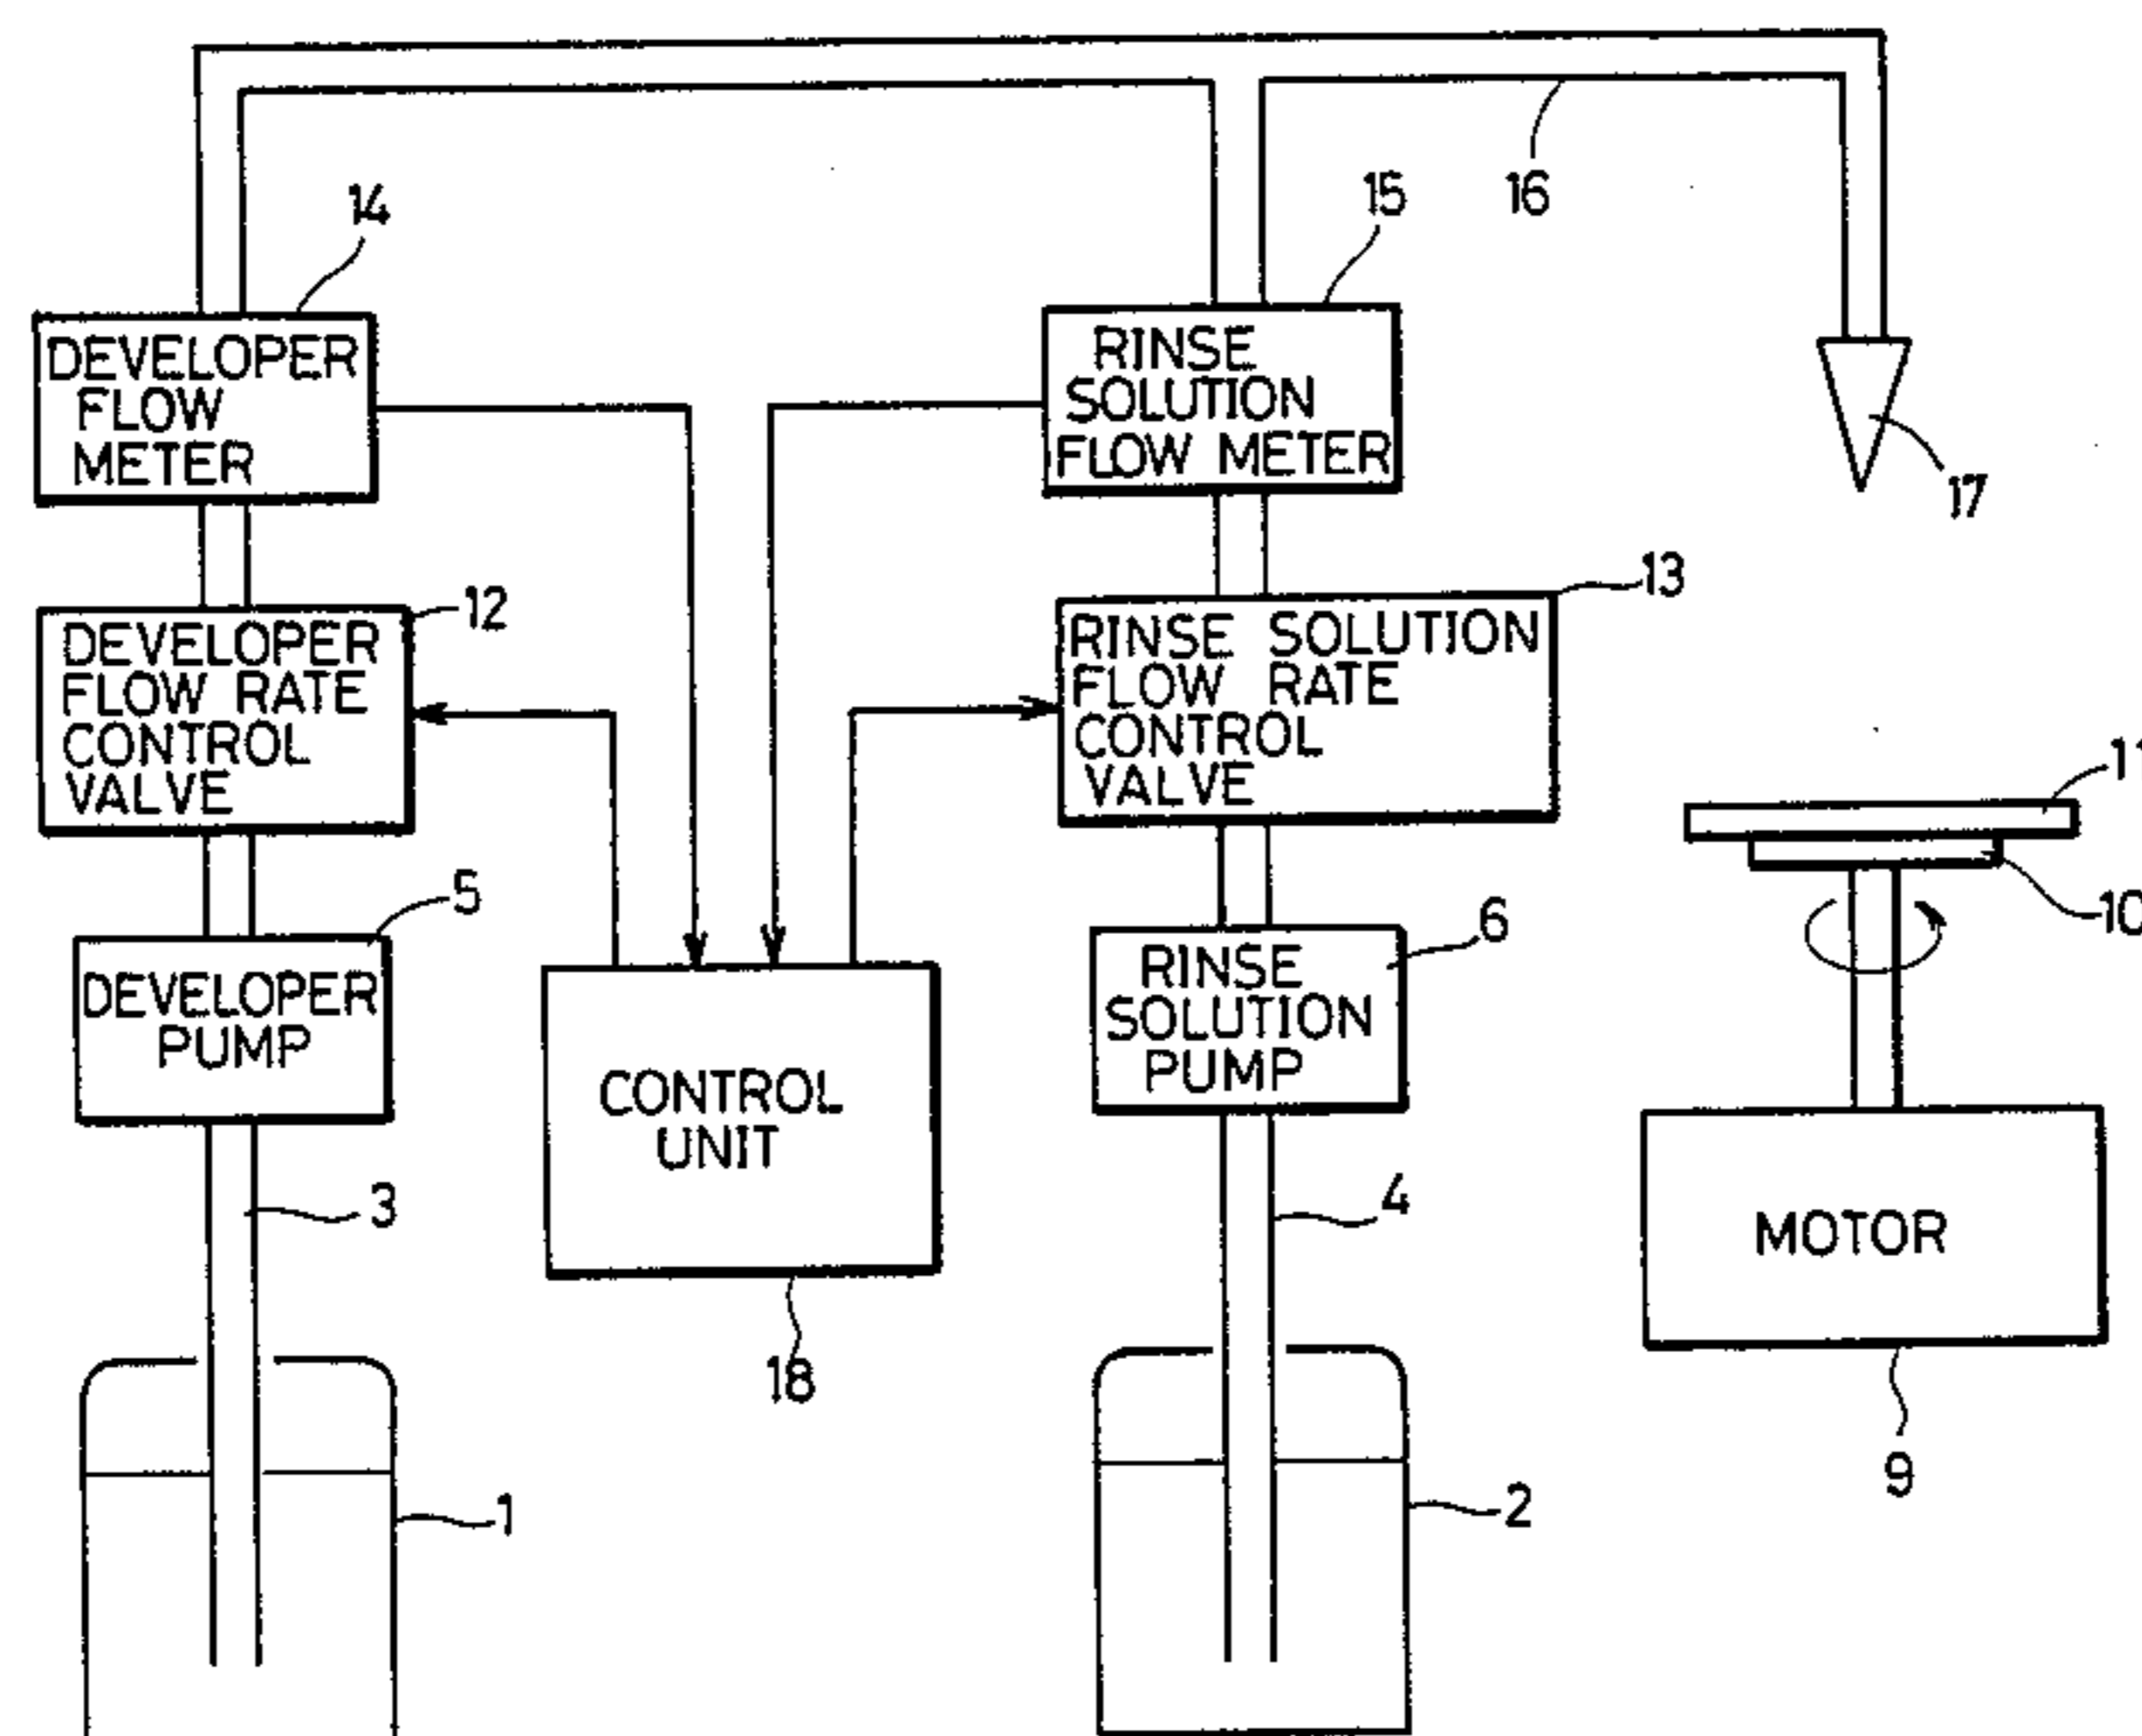 14
15
16
DEVELOPER
FLOW
METER
RINSE
SOLUTION
FLOW METER
17
12
13
DEVELOPER
FLOW RATE
CONTROL
VALVE
RINSE SOLUTION
FLOW RATE
CONTROL
VALVE
11
5
6
10
DEVELOPER
PUMP
RINSE
SOLUTION
PUMP
CONTROL
UNIT
3
4
MOTOR
18
9
1
2